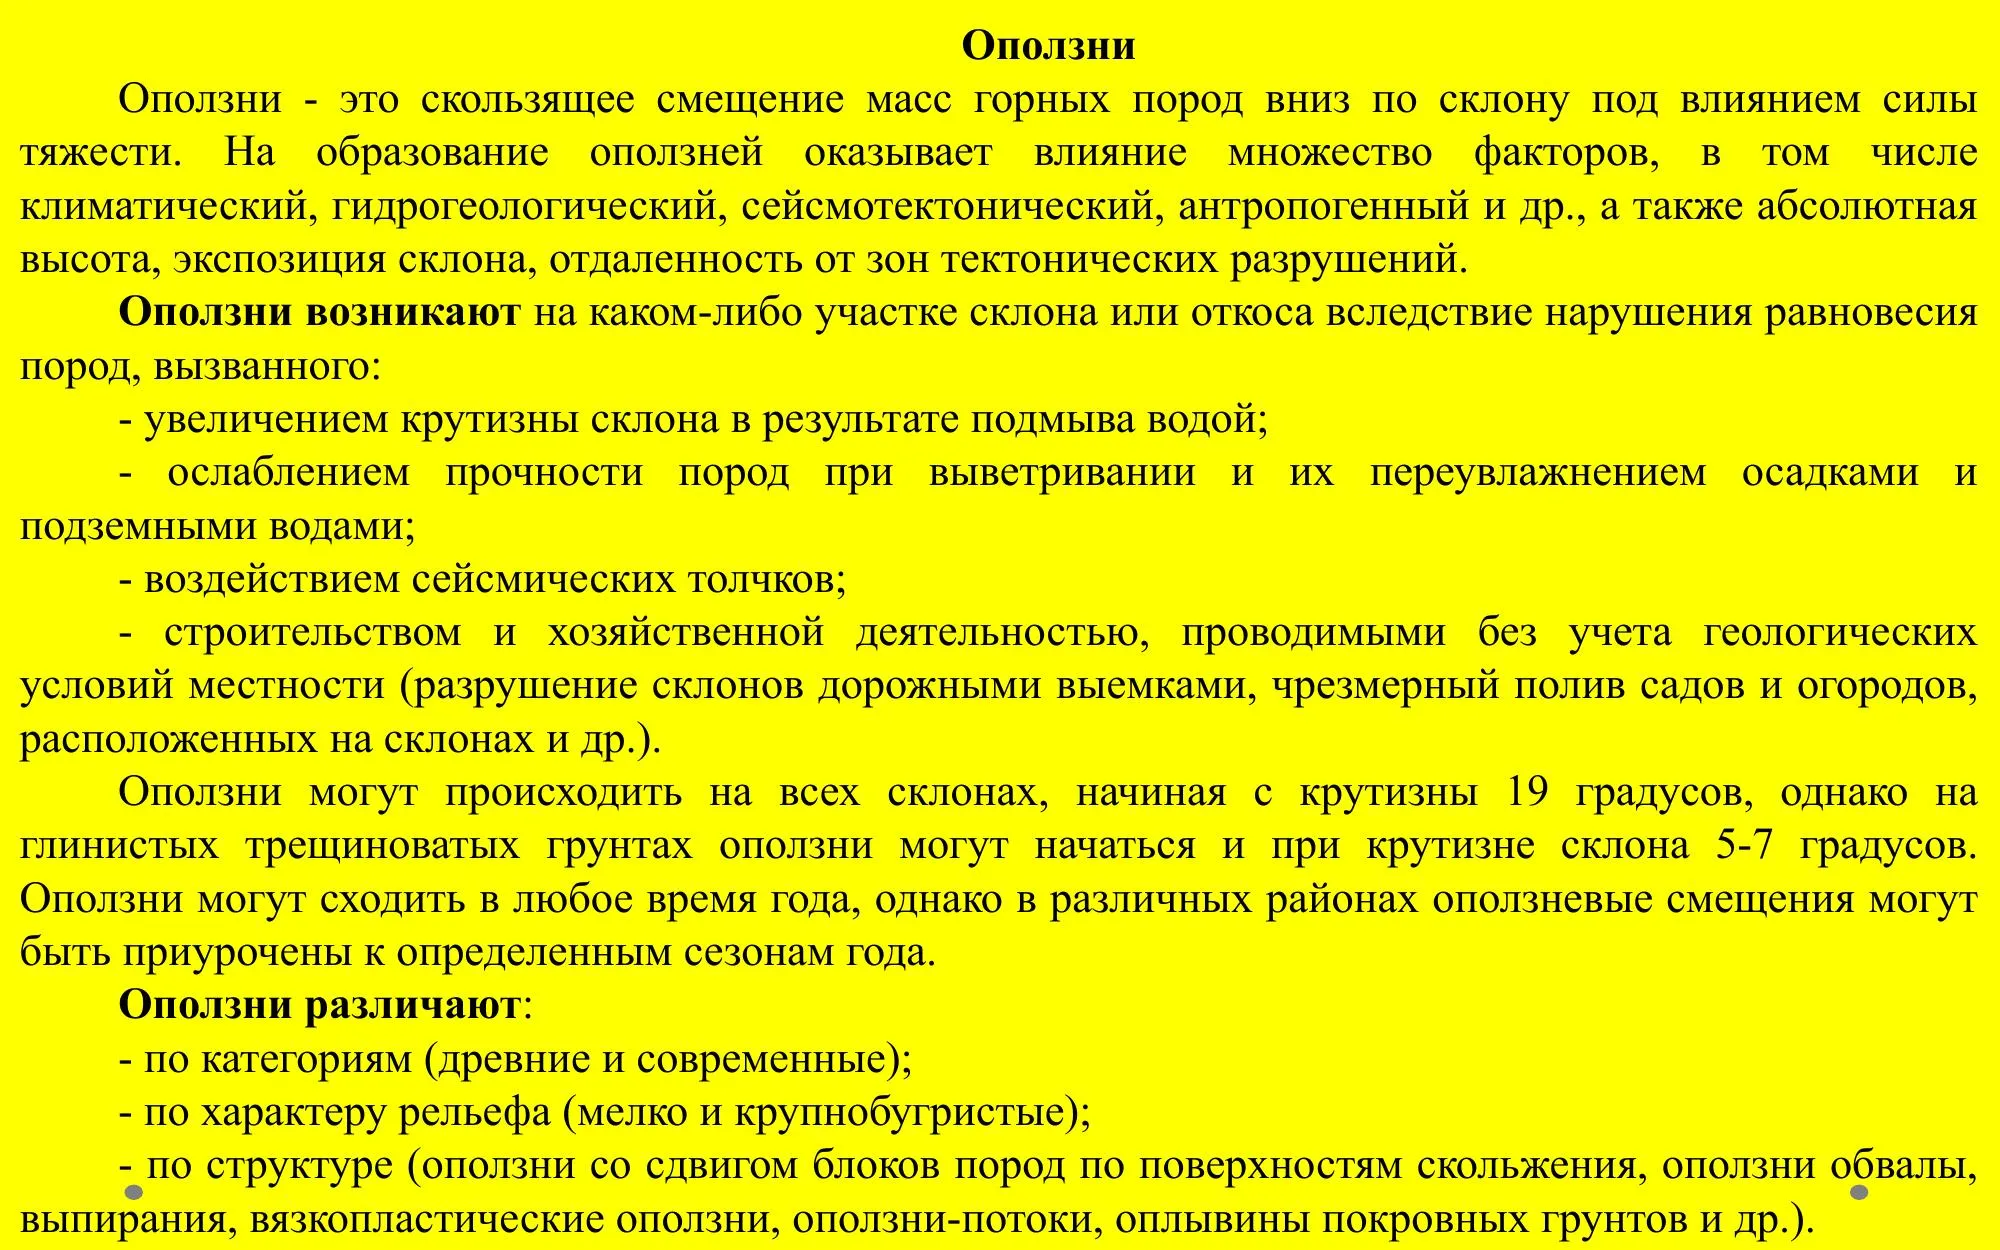 Оползни
Оползни - это скользящее смещение масс горных пород вниз по склону под влиянием силы
тяжести. На образование оползней оказывает влияние множество факторов, в том числе
климатический, гидрогеологический, сейсмотектонический, антропогенный и др., а также абсолютная
высота, экспозиция склона, отдаленность от зон тектонических разрушений.
Оползни возникают на каком-либо участке склона или откоса вследствие нарушения равновесия
пород, вызванного:
- увеличением крутизны склона в результате подмыва водой;
- ослаблением прочности пород при выветривании и их переувлажнением осадками и
подземными водами;
- воздействием сейсмических толчков;
- строительством и хозяйственной деятельностью, проводимыми без учета геологических
условий местности (разрушение склонов дорожными выемками, чрезмерный полив садов и огородов,
расположенных на склонах и др.).
Оползни могут происходить на всех склонах, начиная с крутизны 19 градусов, однако на
глинистых трещиноватых грунтах оползни могут начаться и при крутизне склона 5-7 градусов.
Оползни могут сходить в любое время года, однако в различных районах оползневые смещения могут
быть приурочены к определенным сезонам года.
Оползни различают:
- по категориям (древние и современные);
- по характеру рельефа (мелко и крупнобугристые);
- по структуре (оползни со сдвигом блоков пород по поверхностям скольжения, оползни обвалы,
выпирания, вязкопластические оползни, оползни-потоки, оплывины покровных грунтов и др.).